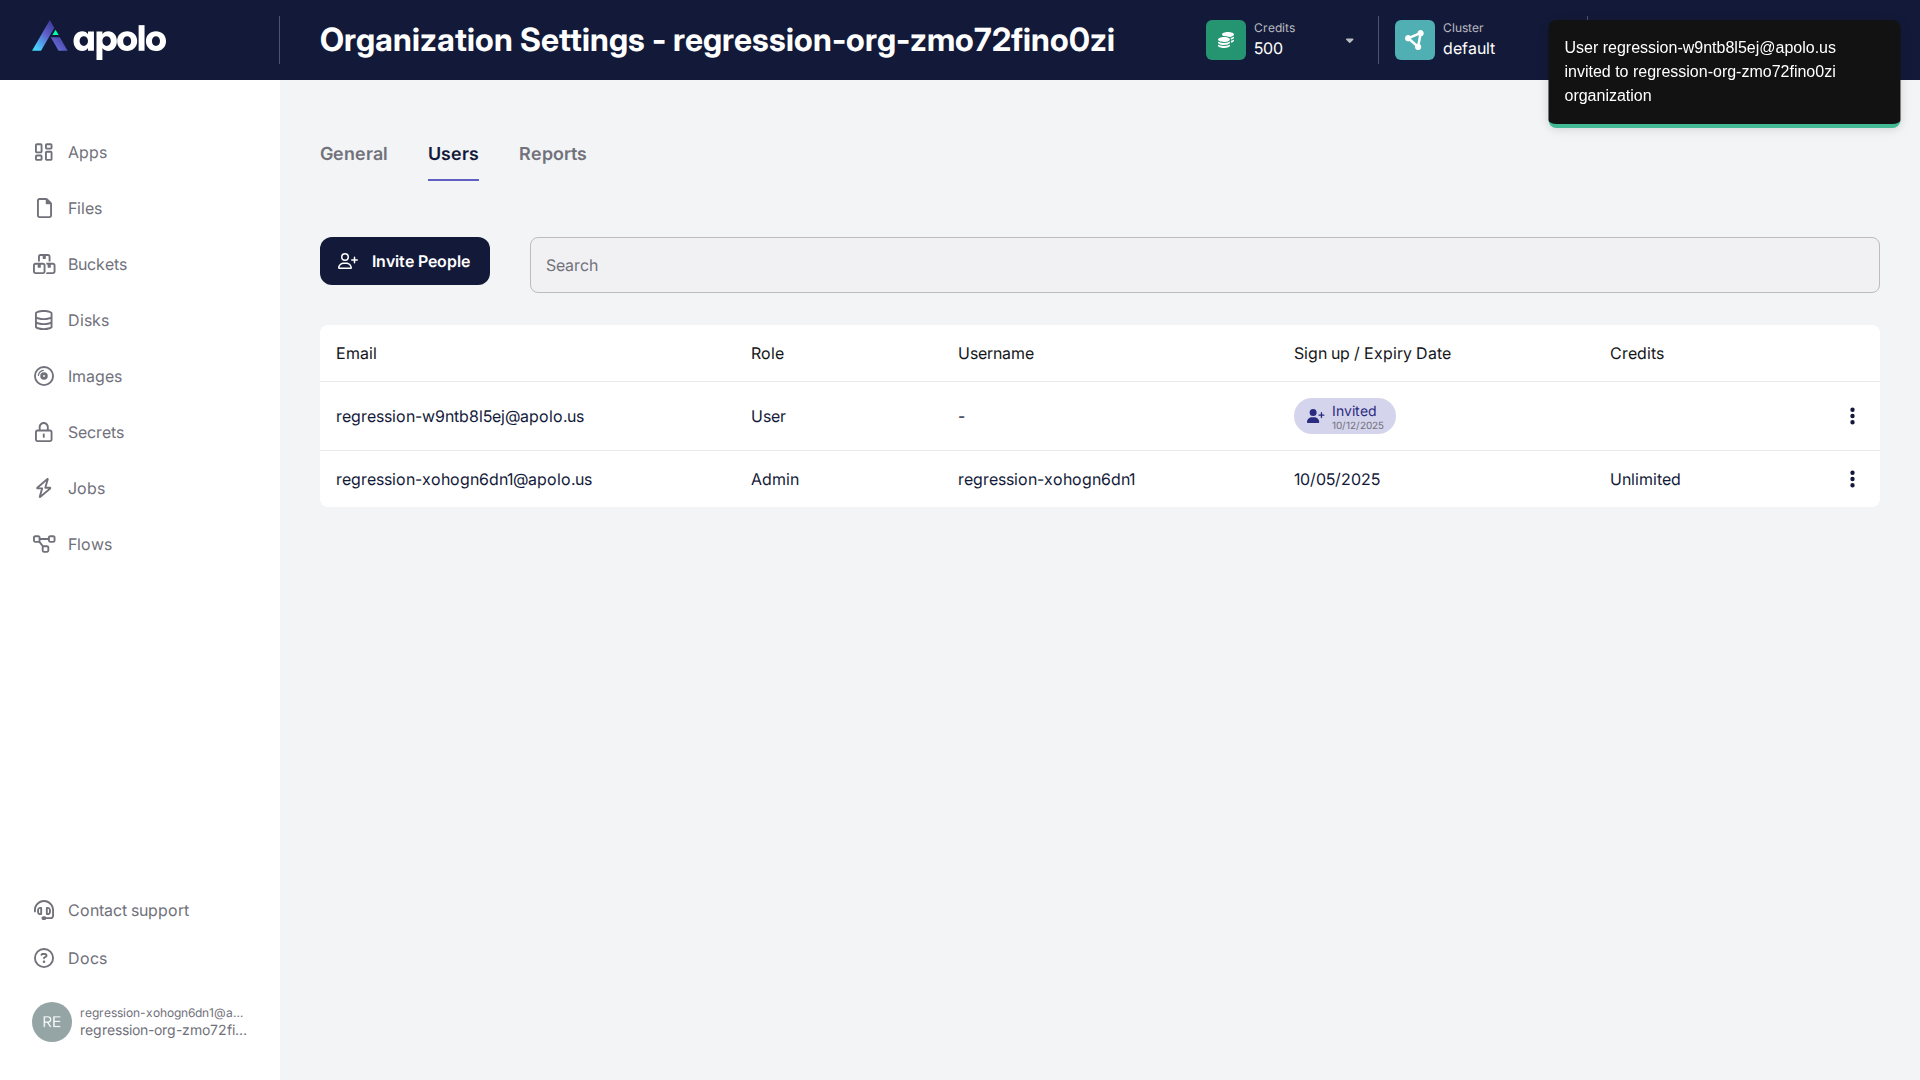 apolo
Organization Settings - regression-org-zmo72fino0zi
Credits
500
Cluster
default
User regression-w9ntb8l5ej@apolo.us
invited to regression-org-zmo72fino0zi
organization
Apps
Files
Buckets
Disks
Images
Secrets
Jobs
Flows
General Users Reports
Invite People
Search
Email Role Username Sign up / Expiry Date Credits
regression-w9ntb8l5ej@apolo.us User - Invited
10/12/2025
regression-xohogn6dn1@apolo.us Admin regression-xohogn6dn1 10/05/2025 Unlimited
Contact support
Docs
RE
regression-xohogn6dn1@a...
regression-org-zmo72fi...